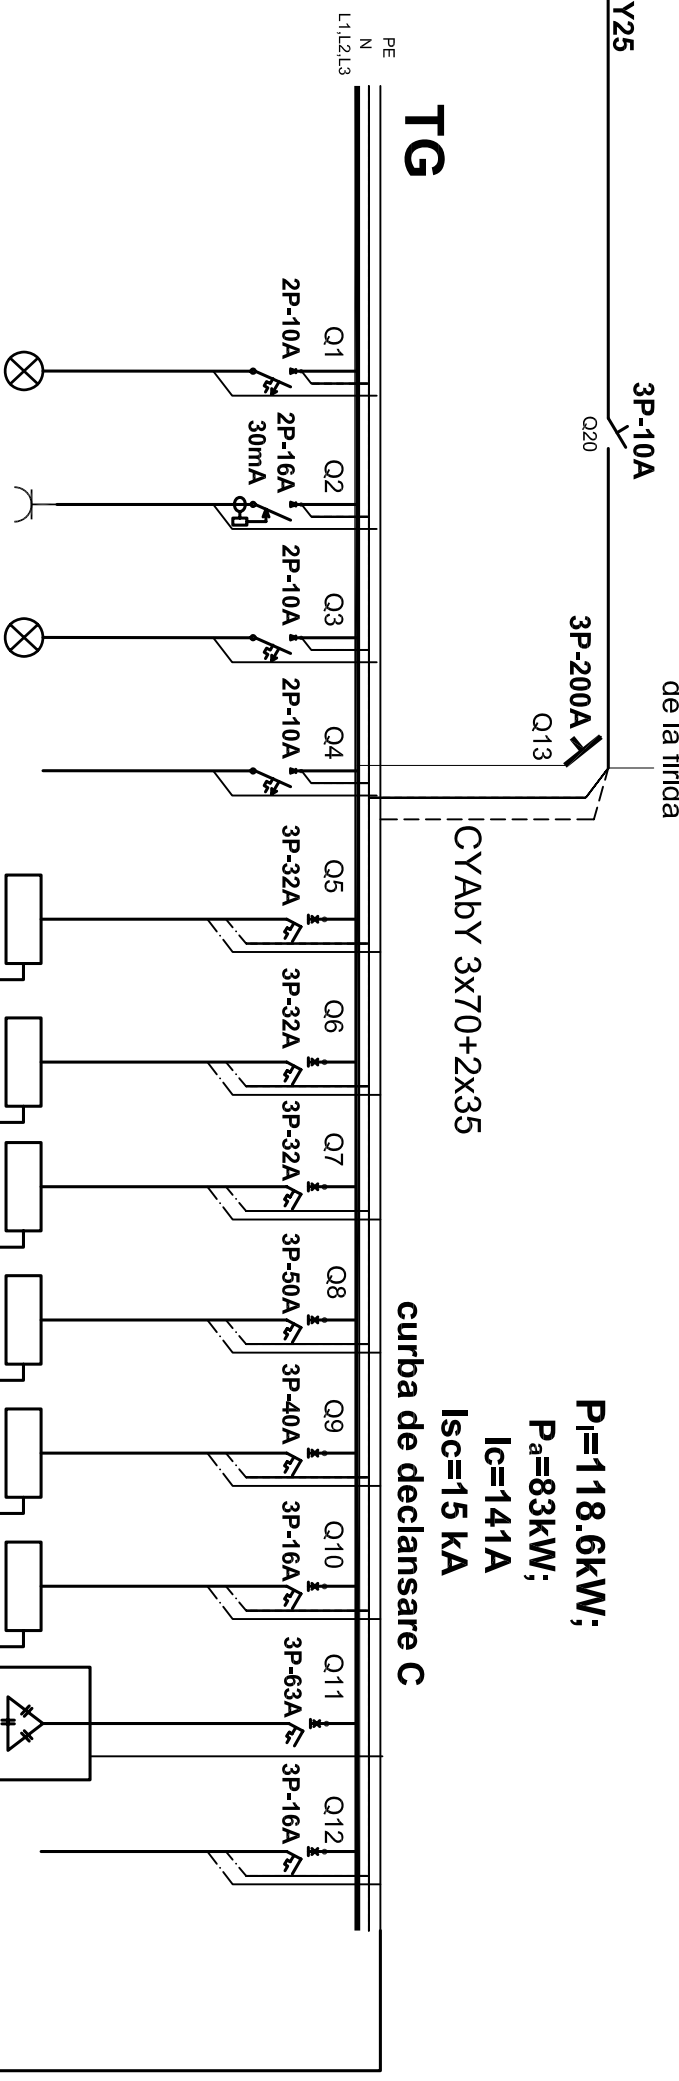 de la firida
Y25
3P-10A
Q20
3P-200A
Q13
CYAbY 3x70+2x35
Pi=118.6kW;
Pa=83kW;
Ic=141A
Isc=15 kA
curba de declansare C
TG
PE
N
L1,L2,L3
Q1
2P-10A
Q2
2P-16A
30mA
Q3
2P-10A
Q4
2P-10A
Q5
3P-32A
Q6
3P-32A
Q7
3P-32A
Q8
3P-50A
Q9
3P-40A
Q10
3P-16A
Q11
3P-63A
Q12
3P-16A